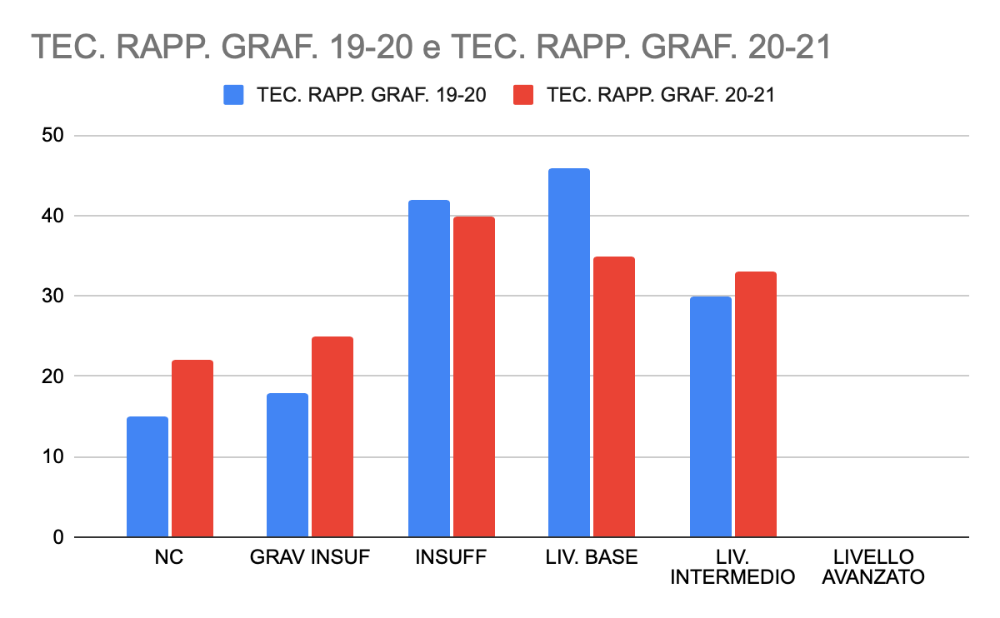 TEC. RAPP. GRAF. 19-20 e TEC. RAPP. GRAF. 20-21
TEC. RAPP. GRAF. 19-20 TEC. RAPP. GRAF. 20-21
50
40
30
20
10
0
NC GRAV INSUF INSUFF LIV. BASE LIV. LIVELLO
INTERMEDIO AVANZATO